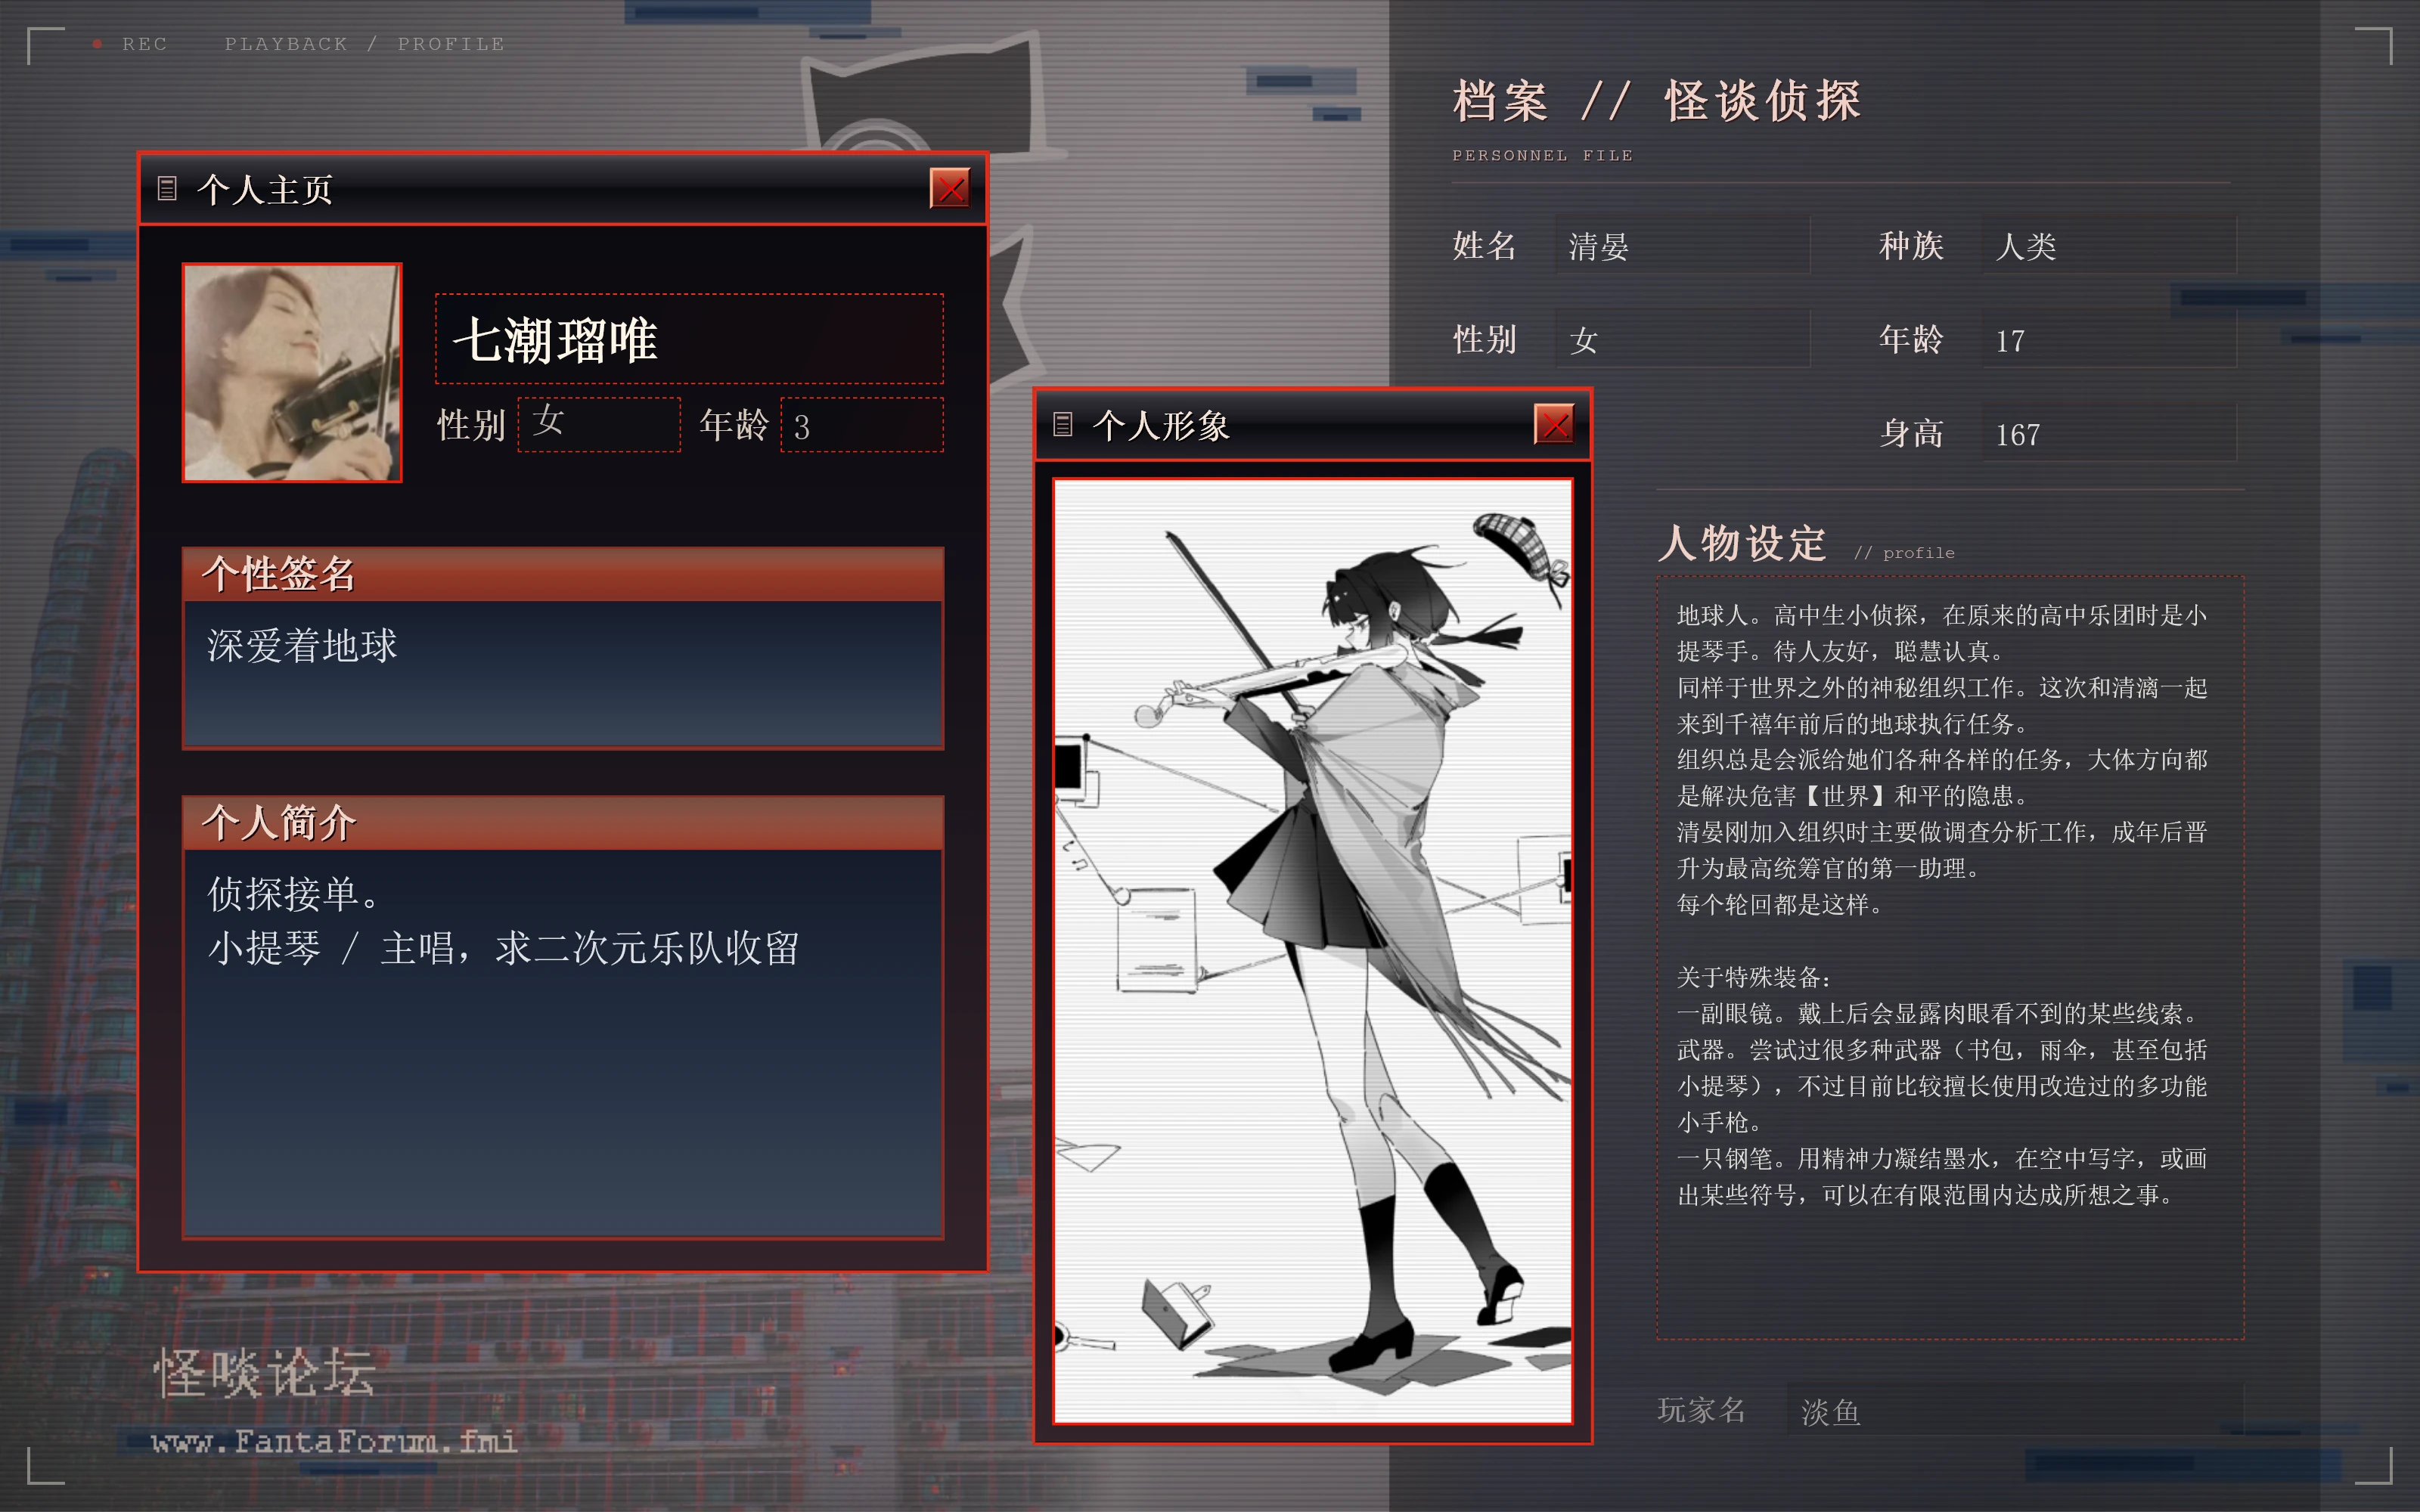 REC PLAYBACK / PROFILE
个人主页
七潮瑠唯
性别 女 年龄 3
个性签名
深爱着地球
个人简介
侦探接单。
小提琴 / 主唱，求二次元乐队收留
怪啖论坛
www.FantaForum.fmi
个人形象
档案 // 怪谈侦探
PERSONNEL FILE
姓名 清晏 种族 人类
性别 女 年龄 17
身高 167
人物设定 // profile
地球人。高中生小侦探，在原来的高中乐团时是小
提琴手。待人友好，聪慧认真。
同样于世界之外的神秘组织工作。这次和清漓一起
来到千禧年前后的地球执行任务。
组织总是会派给她们各种各样的任务，大体方向都
是解决危害【世界】和平的隐患。
清晏刚加入组织时主要做调查分析工作，成年后晋
升为最高统筹官的第一助理。
每个轮回都是这样。
关于特殊装备：
一副眼镜。戴上后会显露肉眼看不到的某些线索。
武器。尝试过很多种武器（书包，雨伞，甚至包括
小提琴），不过目前比较擅长使用改造过的多功能
小手枪。
一只钢笔。用精神力凝结墨水，在空中写字，或画
出某些符号，可以在有限范围内达成所想之事。
玩家名 淡鱼